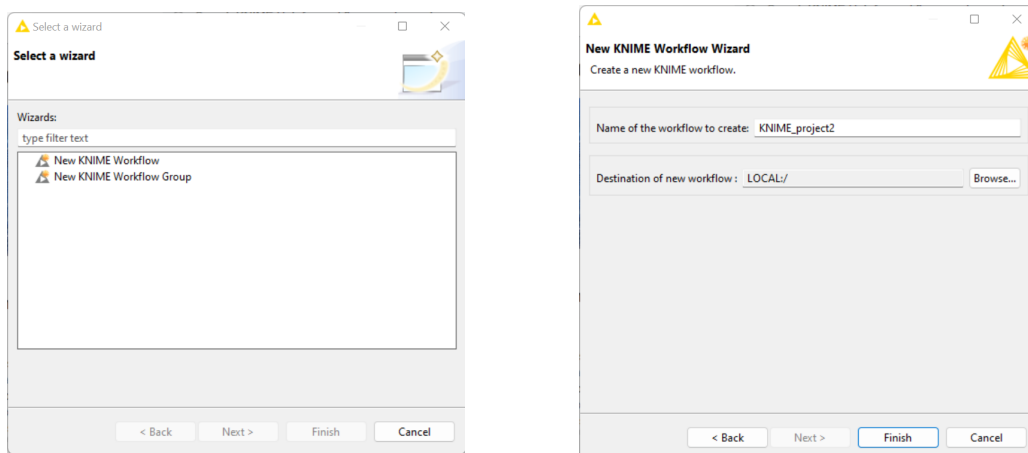 Select a wizard
Select a wizard
Wizards:
type filter text
New KNIME Workflow
New KNIME Workflow Group
< Back Next > Finish Cancel
New KNIME Workflow Wizard
Create a new KNIME workflow.
Name of the workflow to create: KNIME_project2
Destination of new workflow : LOCAL:/ Browse...
< Back Next > Finish Cancel